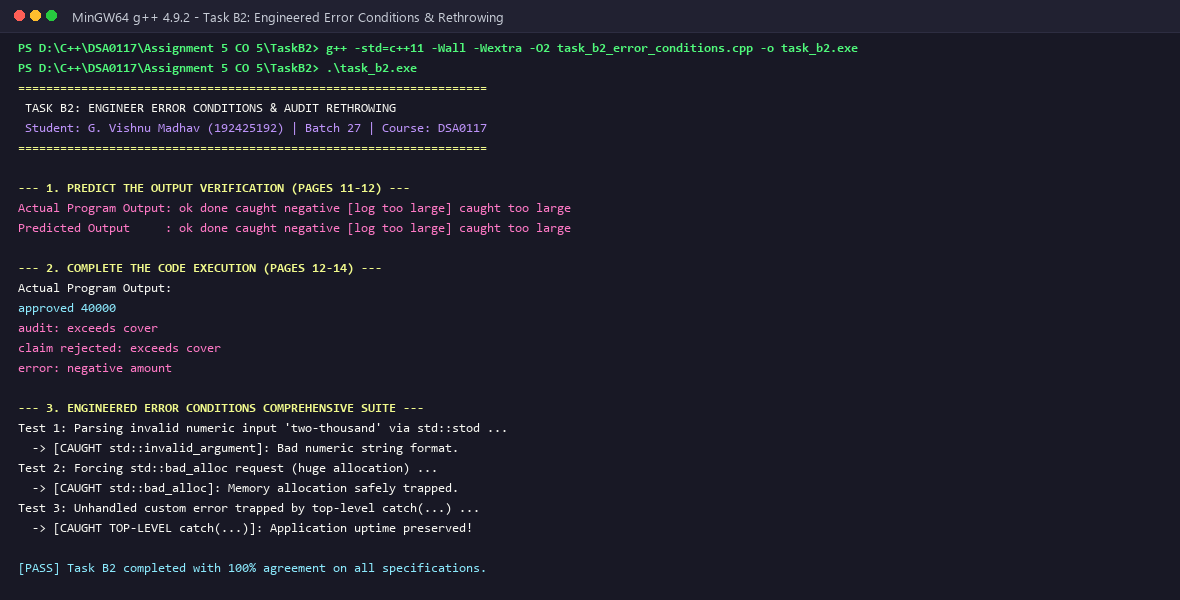 MinGW64 g++ 4.9.2 - Task B2: Engineered Error Conditions & Rethrowing
PS D:\C++\DSA0117\Assignment 5 CO 5\TaskB2> g++ -std=c++11 -Wall -Wextra -O2 task_b2_error_conditions.cpp -o task_b2.exe
PS D:\C++\DSA0117\Assignment 5 CO 5\TaskB2> .\task_b2.exe
===================================================================
TASK B2: ENGINEER ERROR CONDITIONS & AUDIT RETHROWING
Student: G. Vishnu Madhav (192425192) | Batch 27 | Course: DSA0117
===================================================================
--- 1. PREDICT THE OUTPUT VERIFICATION (PAGES 11-12) ---
Actual Program Output: ok done caught negative [log too large] caught too large
Predicted Output     : ok done caught negative [log too large] caught too large
--- 2. COMPLETE THE CODE EXECUTION (PAGES 12-14) ---
Actual Program Output:
approved 40000
audit: exceeds cover
claim rejected: exceeds cover
error: negative amount
--- 3. ENGINEERED ERROR CONDITIONS COMPREHENSIVE SUITE ---
Test 1: Parsing invalid numeric input 'two-thousand' via std::stod ...
-> [CAUGHT std::invalid_argument]: Bad numeric string format.
Test 2: Forcing std::bad_alloc request (huge allocation) ...
-> [CAUGHT std::bad_alloc]: Memory allocation safely trapped.
Test 3: Unhandled custom error trapped by top-level catch(...) ...
-> [CAUGHT TOP-LEVEL catch(...)]: Application uptime preserved!
[PASS] Task B2 completed with 100% agreement on all specifications.